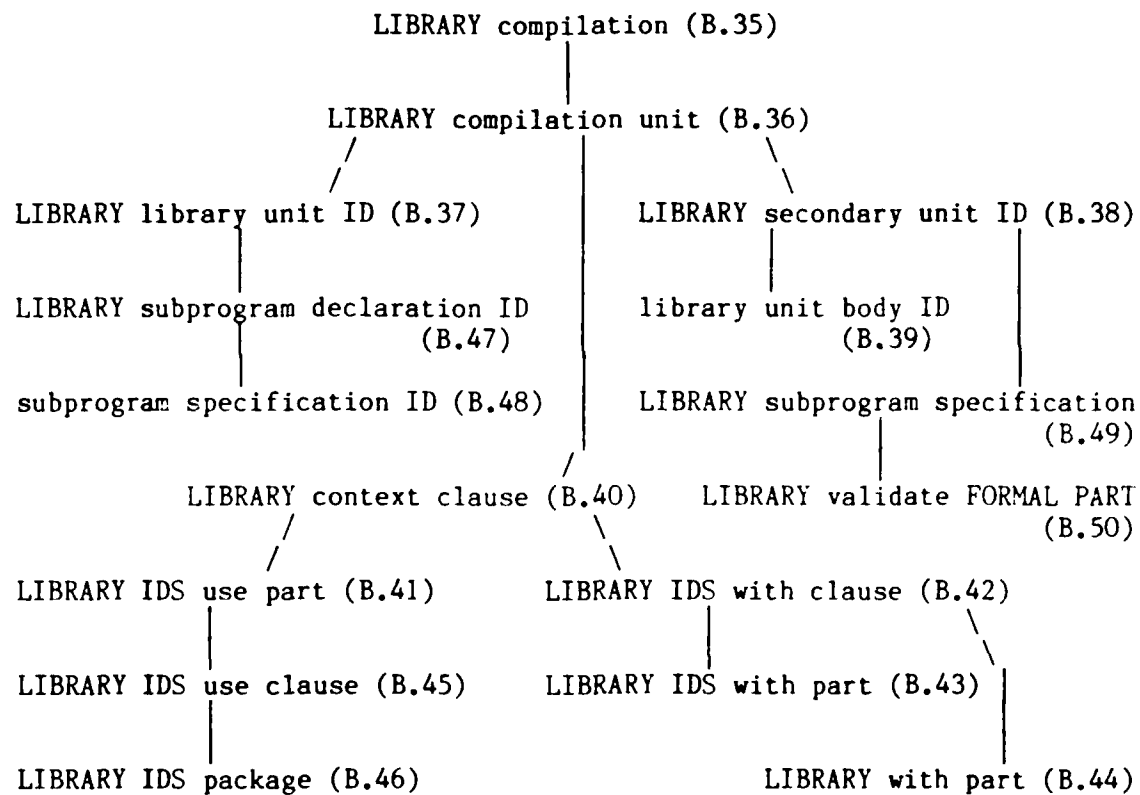 LIBRARY compilation (B.35)
LIBRARY compilation unit (B.36)
LIBRARY library unit ID (B.37)
LIBRARY secondary unit ID (B.38)
LIBRARY subprogram declaration ID
(B.47)
library unit body ID
(B.39)
subprogram specification ID (B.48)
LIBRARY subprogram specification
(B.49)
LIBRARY context clause (B.40)
LIBRARY validate FORMAL PART
(B.50)
LIBRARY IDS use part (B.41)
LIBRARY IDS with clause (B.42)
LIBRARY IDS use clause (B.45)
LIBRARY IDS with part (B.43)
LIBRARY IDS package (B.46)
LIBRARY with part (B.44)